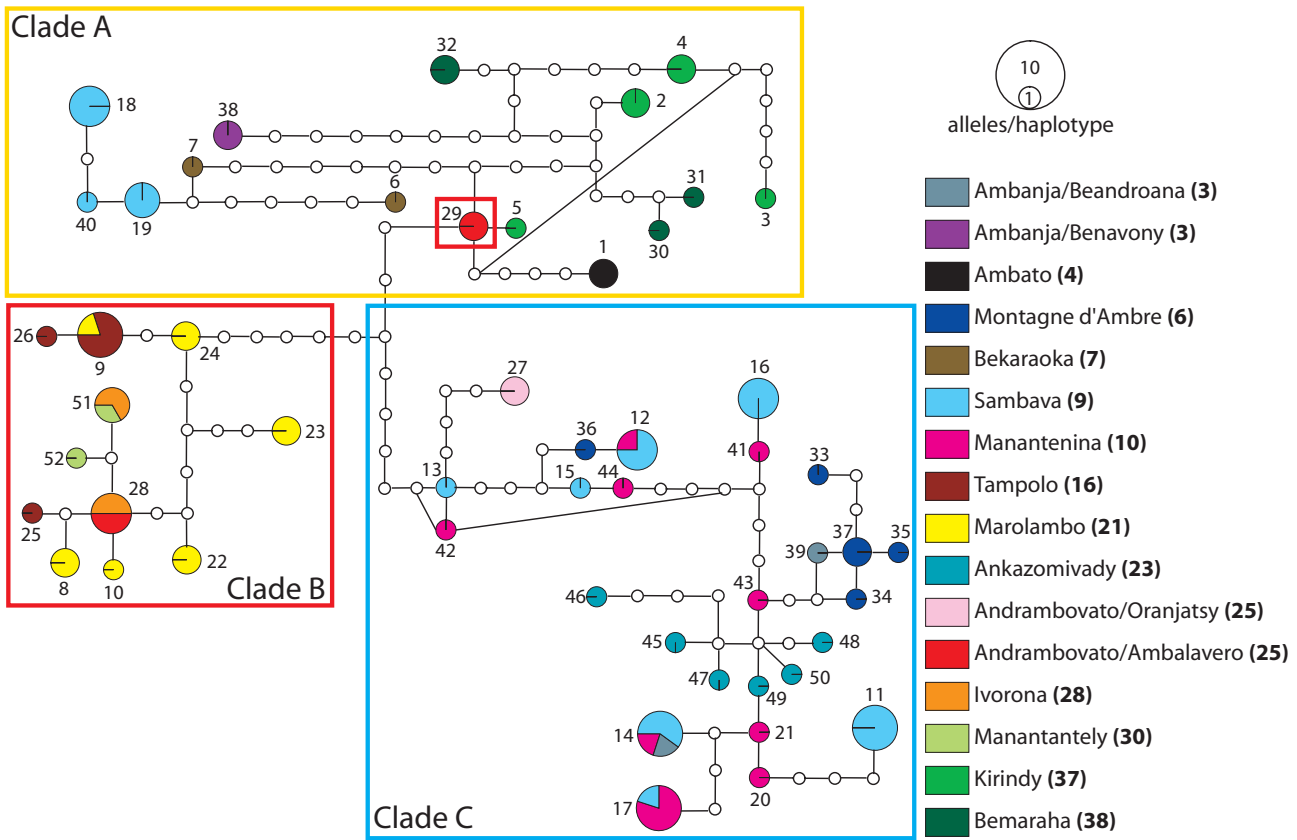 Clade A
32
4
18
2
38
7
6
31
29
5
3
40
19
1
30
10
1
alleles/haplotype
26
9
24
27
16
51
23
36
12
41
52
13
15
44
33
28
25
42
37
35
39
22
8
10
Clade B
43
34
46
45
48
47
50
49
11
14
21
20
17
Clade C
Ambanja/Beandroana (3)
Ambanja/Benavony (3)
Ambato (4)
Montagne d'Ambre (6)
Bekaraoka (7)
Sambava (9)
Manantenina (10)
Tampolo (16)
Marolambo (21)
Ankazomivady (23)
Andrambovato/Oranjatsy (25)
Andrambovato/Ambalavero (25)
Ivorona (28)
Manantantely (30)
Kirindy (37)
Bemaraha (38)